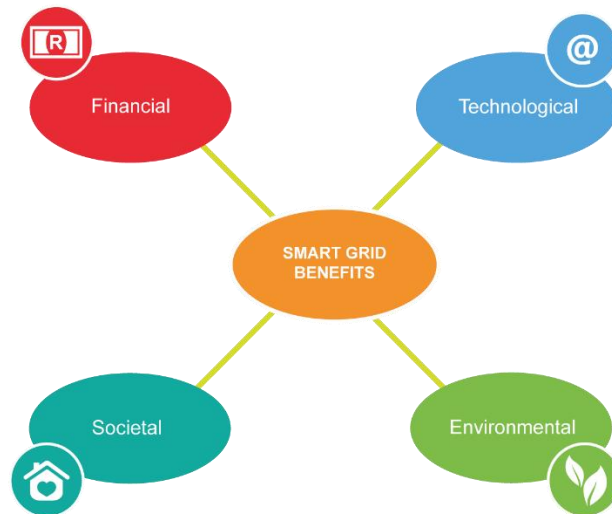 R
@
Financial
Technological
SMART GRID
BENEFITS
Societal
Environmental